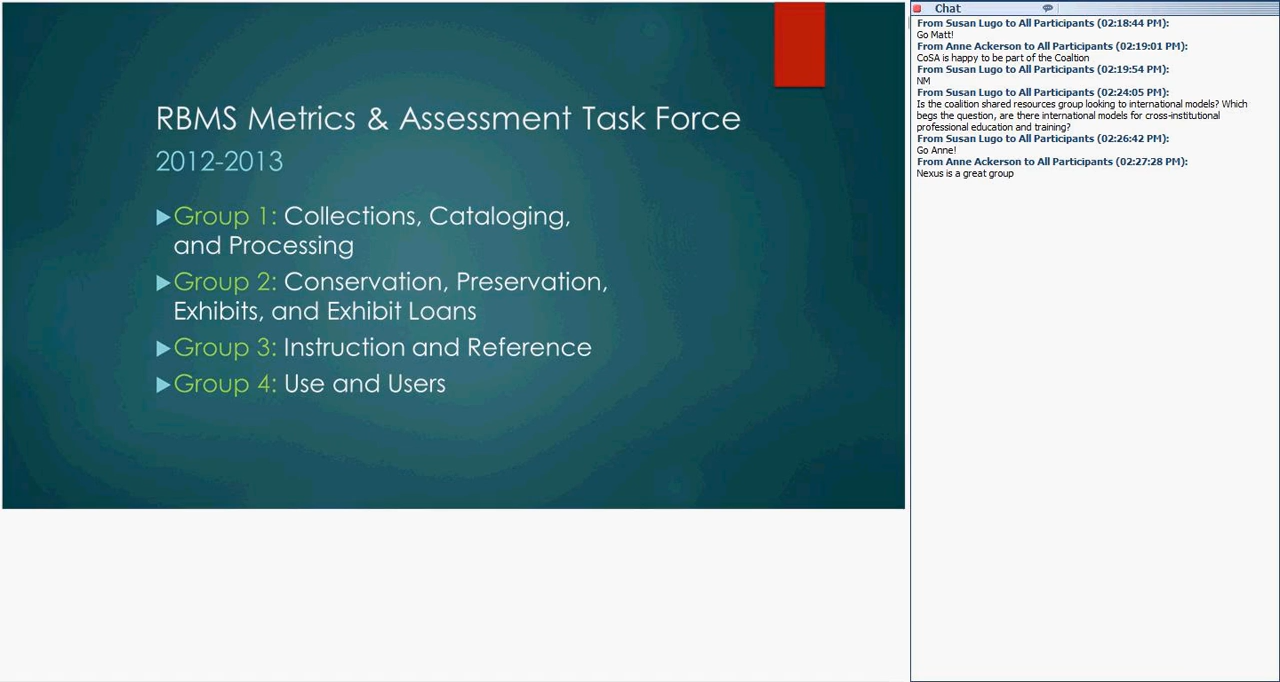 RBMS Metrics & Assessment Task Force
2012-2013
Group 1: Collections, Cataloging,
and Processing
Group 2: Conservation, Preservation,
Exhibits, and Exhibit Loans
Group 3: Instruction and Reference
Group 4: Use and Users
Chat
From Susan Lugo to All Participants (02:18:44 PM):
Go Matt!
From Anne Ackerson to All Participants (02:19:01 PM):
CoSA is happy to be part of the Coaltion
From Susan Lugo to All Participants (02:19:54 PM):
NM
From Susan Lugo to All Participants (02:24:05 PM):
Is the coalition shared resources group looking to international models? Which
begs the question, are there international models for cross-institutional
professional education and training?
From Susan Lugo to All Participants (02:26:42 PM):
Go Anne!
From Anne Ackerson to All Participants (02:27:28 PM):
Nexus is a great group